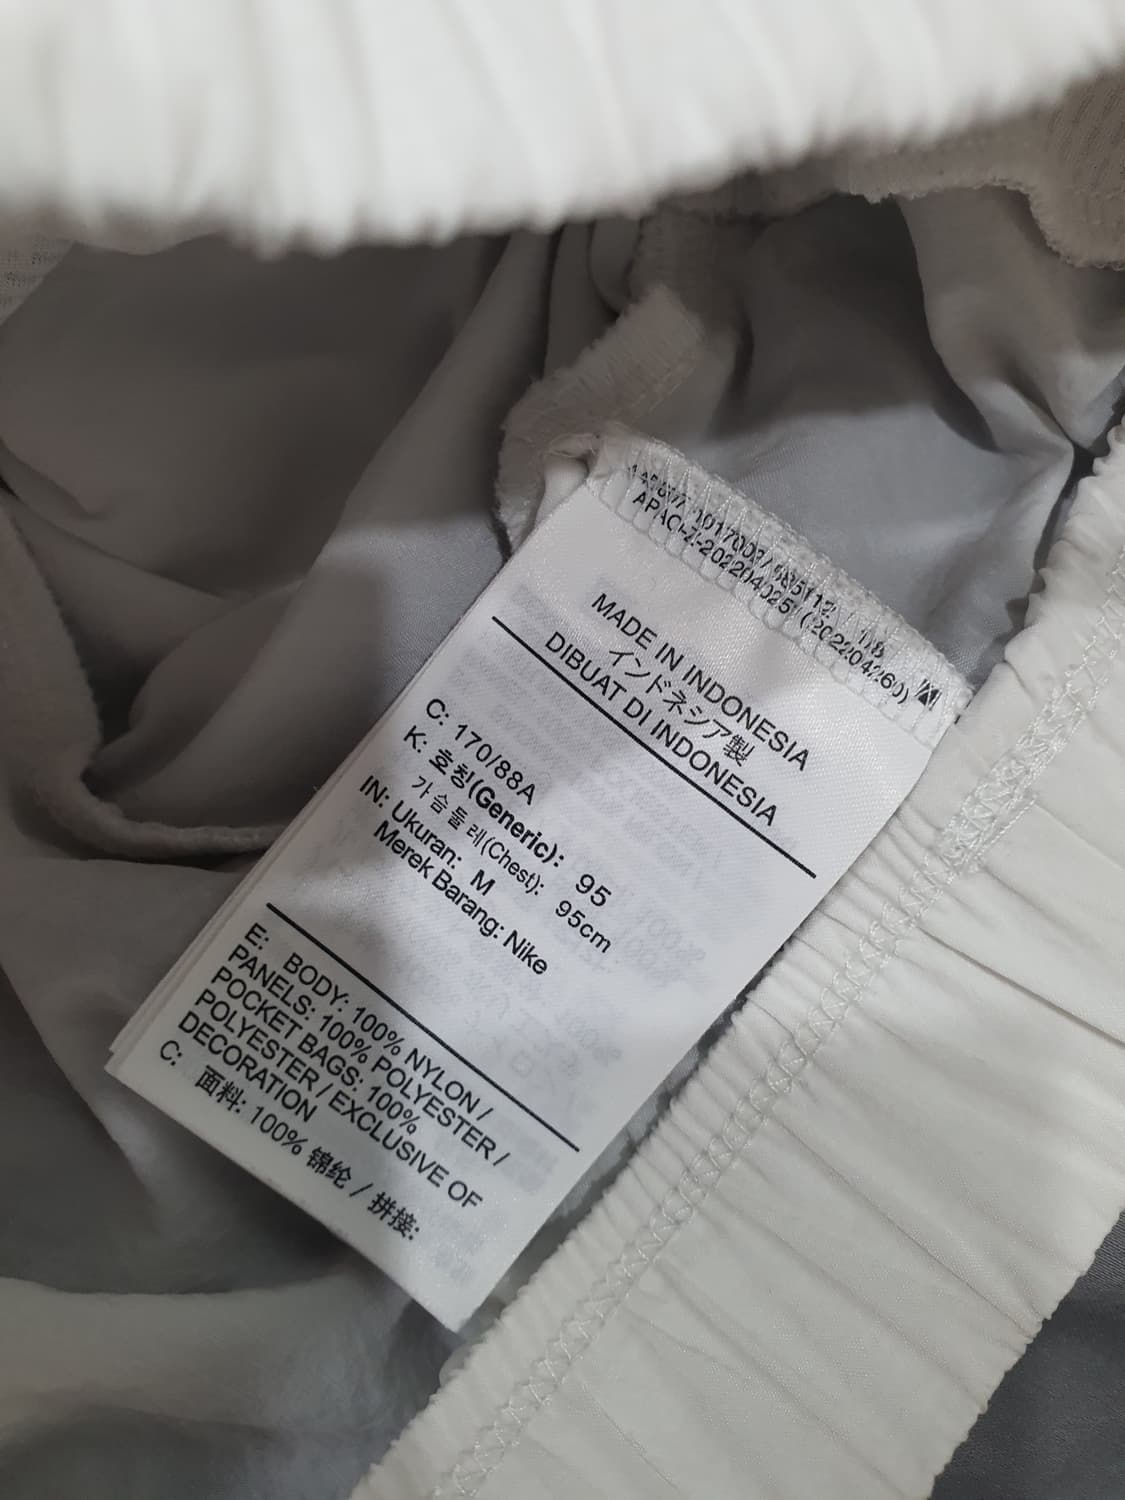 MADE IN INDONESIA
インドネシア製
DIBUAT DI INDONESIA
C: 170/88A
K: 호칭(Generic): 95
가슴둘레(Chest): 95cm
IN: Ukuran: M
Merek Barang: Nike
E: BODY: 100% NYLON /
PANELS: 100% POLYESTER /
POCKET BAGS: 100%
POLYESTER / EXCLUSIVE OF
DECORATION
C: 面料: 100% 锦纶 / 拼接: